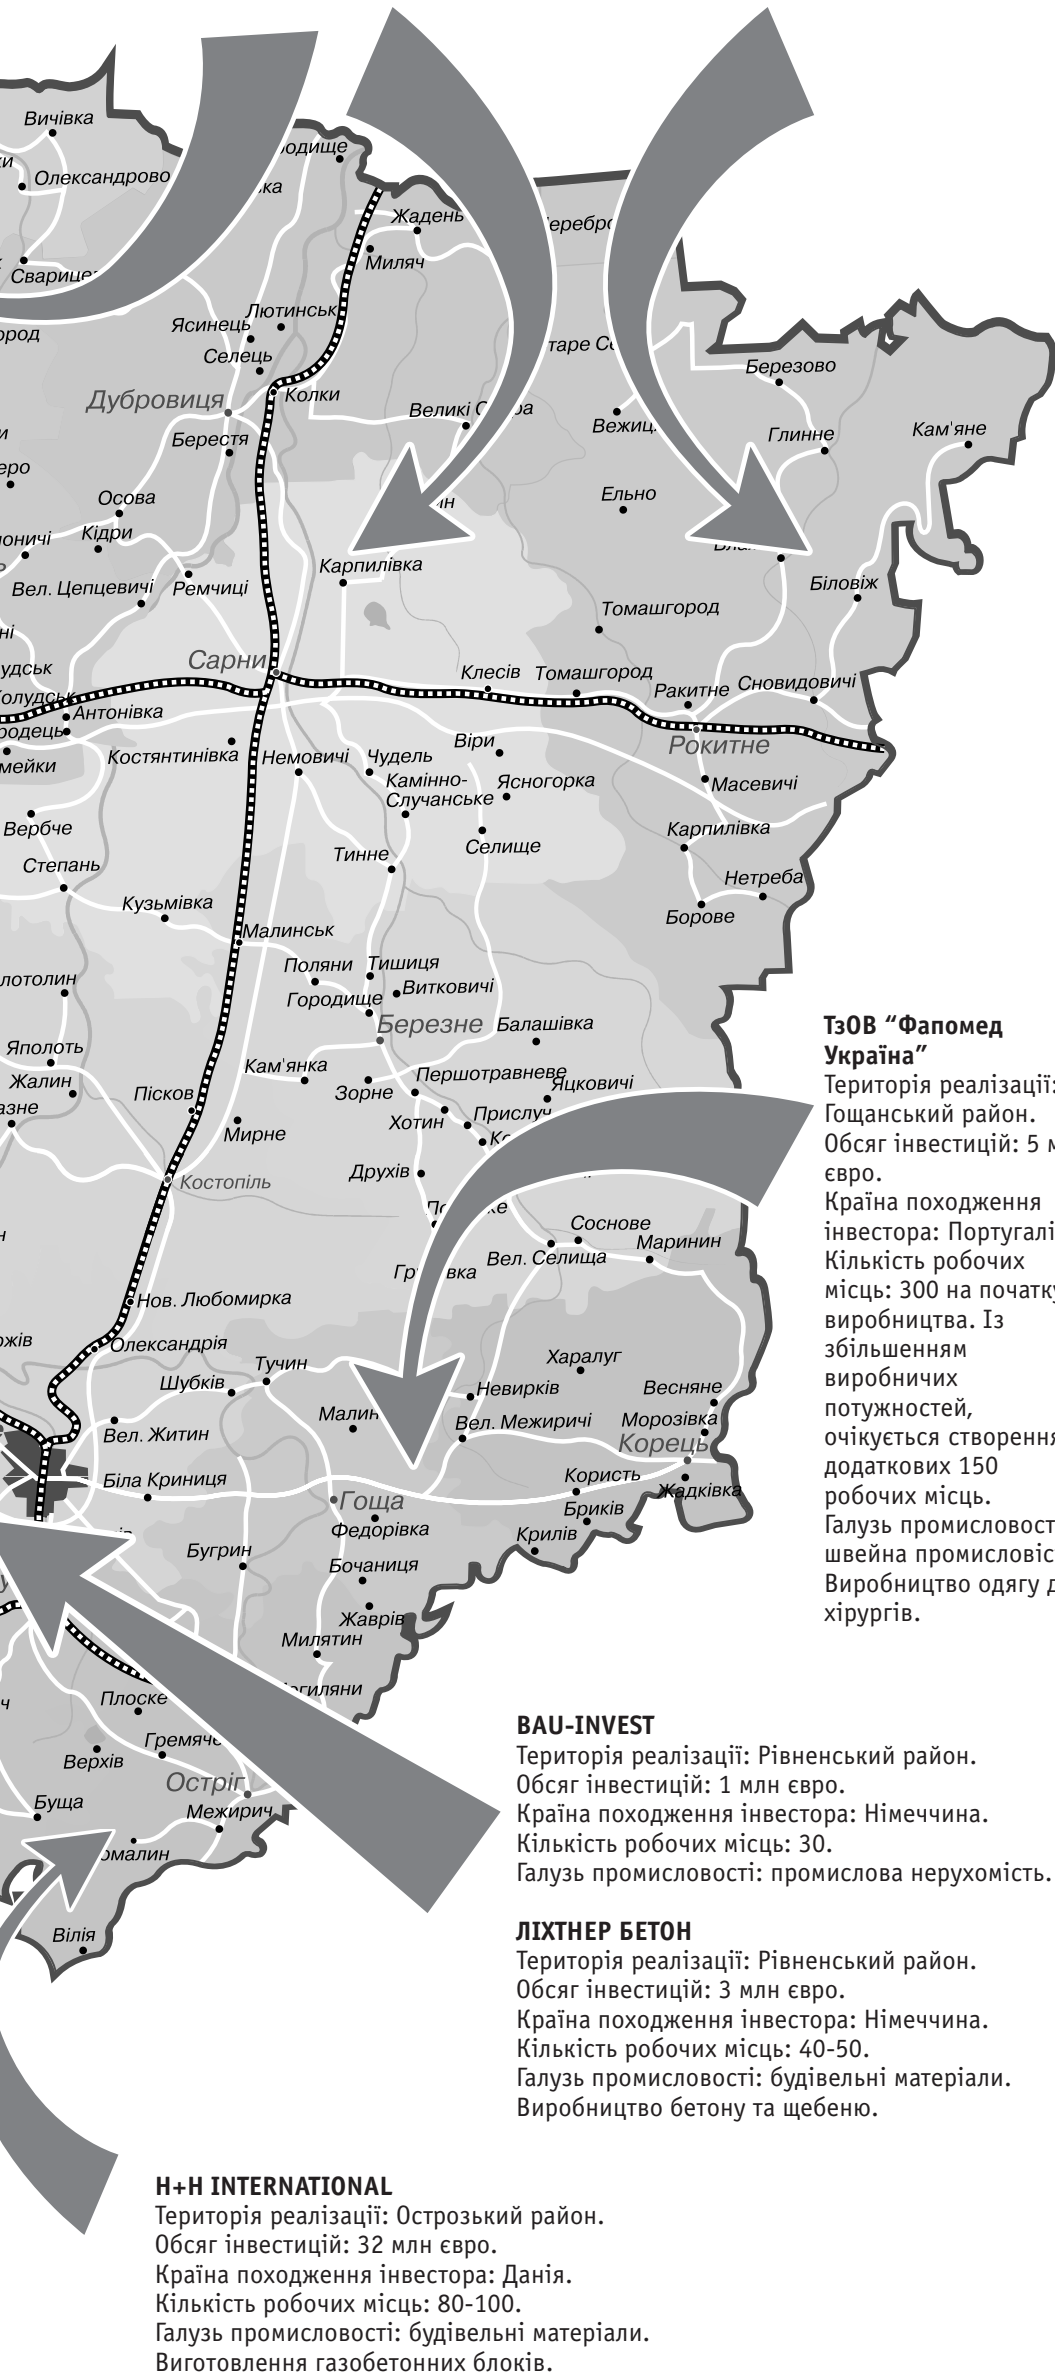 Вичівка
Олександрово
Жадень
Миляч
Лютинськ
Ясинець
Селець
Дубровиця
Колки
Березово
Великі
Глинне
Кам'яне
Берестя
Ельно
Осова
Кідри
Карпилівка
Вел. Цепцевичі
Ремчиці
Біловіж
Томашгород
Сарни
Клесів
Томашгород
Ракитне
Сновидовичі
Антонівка
Рокитне
Костянтинівка
Немовичі
Чудель
Віри
Камінно-
Случанське
Ясногорка
Масевичі
Вербче
Карпилівка
Тинне
Селище
Степань
Нетреба
Кузьмівка
Борове
Малинськ
Поляни
Тишиця
Городище
Витковичі
Березне
Балашівка
Яполоть
Кам'янка
Першотравневе
Жалин
Пісков
Зорне
Яцковичі
Мирне
Хотин
Прислуч
Друхів
Костопіль
Соснове
Маринин
Вел. Селища
Нов. Любомирка
Олександрія
Тучин
Харалуг
Шубків
Невирків
Весняне
Малин
Вел. Житин
Вел. Межиричі
Морозівка
Корець
Біла Криниця
Користь
Жадківка
Гоща
Бриків
Федорівка
Крилів
Бугрин
Бочаниця
Жаврів
Милятин
Плоске
Верхів
Остріг
Буща
Межирич
Вілія
ТзОВ “Фапомед
Україна”
Територія реалізації:
Гощанський район.
Обсяг інвестицій: 5
євро.
Країна походження
інвестора:
Кількість робочих
місць: 300 на початку
виробництва. Із
збільшенням
виробничих
потужностей,
очікується створення
додаткових 150
робочих місць.
Галузь
швейна
Виробництво одягу
хірургів.
BAU-INVEST
Територія реалізації: Рівненський район.
Обсяг інвестицій: 1 млн євро.
Країна походження інвестора: Німеччина.
Кількість робочих місць: 30.
Галузь промисловості: промислова нерухомість.
ЛІХТНЕР БЕТОН
Територія реалізації: Рівненський район.
Обсяг інвестицій: 3 млн євро.
Країна походження інвестора: Німеччина.
Кількість робочих місць: 40-50.
Галузь промисловості: будівельні матеріали.
Виробництво бетону та щебеню.
H+H INTERNATIONAL
Територія реалізації: Острозький район.
Обсяг інвестицій: 32 млн євро.
Країна походження інвестора: Данія.
Кількість робочих місць: 80-100.
Галузь промисловості: будівельні матеріали.
Виготовлення газобетонних блоків.